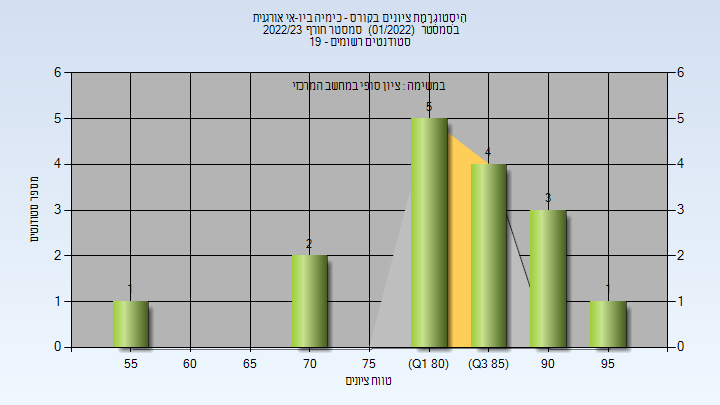 היסטוגרמת ציונים בקורס - כימיה ביו-אי אורגנית
בסמסטר (01/2022) סמסטר חורף 2022/23
סטודנטים רשומים - 19
במשימה : ציון סופי במחשב המרכזי
6 6
5 5
4 4
3 3
2 2
1 1
0 0
1 2 5 4 3 1
מספר סטודנטים
55 60 65 70 75 (Q1 80) (Q3 85) 90 95
טווח ציונים